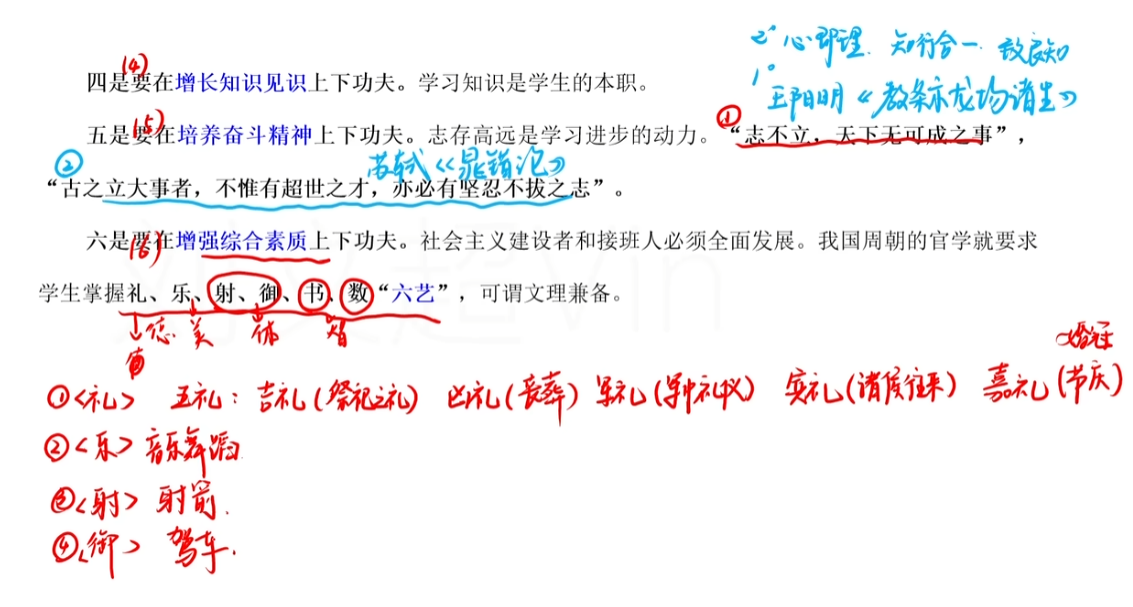 2° 心即理. 知行合一. 致良知
(4)
四是要在增长知识见识上下功夫。学习知识是学生的本职。
1° 王阳明《教条示龙场诸生》
(5) ①
五是要在培养奋斗精神上下功夫。志存高远是学习进步的动力。“志不立，天下无可成之事”，
② 苏轼《晁错论》
“古之立大事者，不惟有超世之才，亦必有坚忍不拔之志”。
六是要在增强综合素质上下功夫。社会主义建设者和接班人必须全面发展。我国周朝的官学就要求
(6)
学生掌握礼、乐、射、御、书、数“六艺”，可谓文理兼备。
德. 美 体 智
婚冠
①<礼> 五礼: 吉礼(祭祀之礼) 凶礼(丧葬) 军礼(军中礼仪) 宾礼(诸侯往来) 嘉礼(节庆)
②<乐> 音乐舞蹈
③<射> 射箭.
④<御> 驾车.